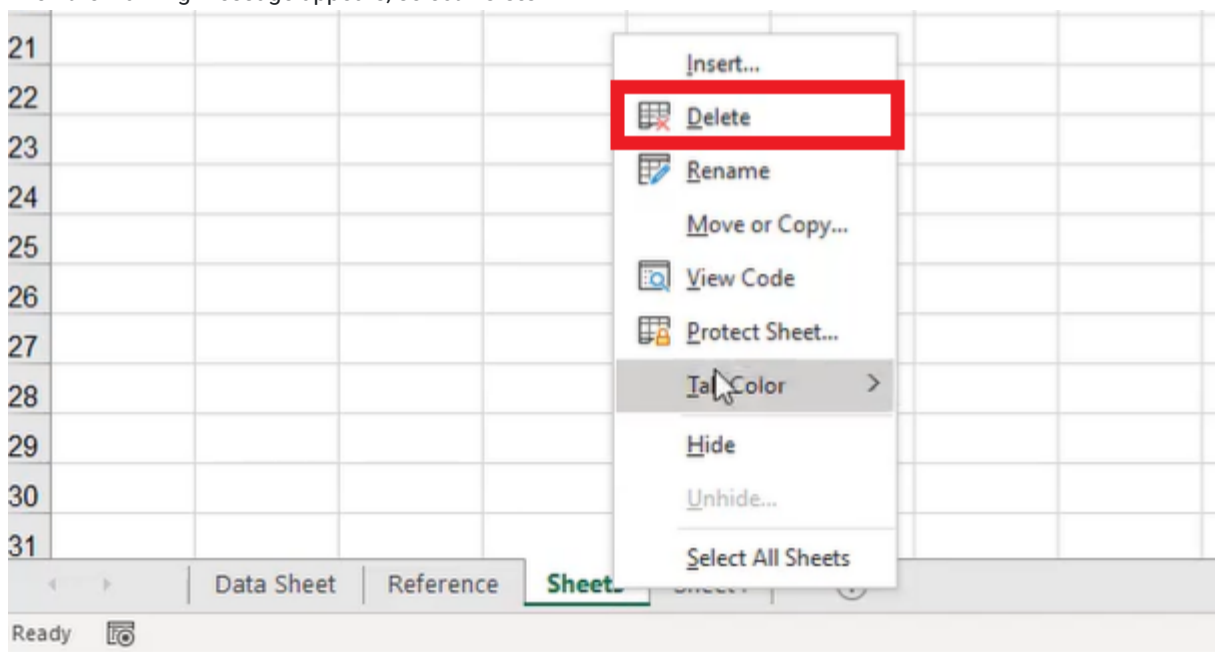 21
Insert...
22
Delete
23
Rename
24
Move or Copy...
25
View Code
26
27
Protect Sheet...
28
Color
29
Hide
30
Unhide...
31
Select All Sheets
Data Sheet
Reference
Ready